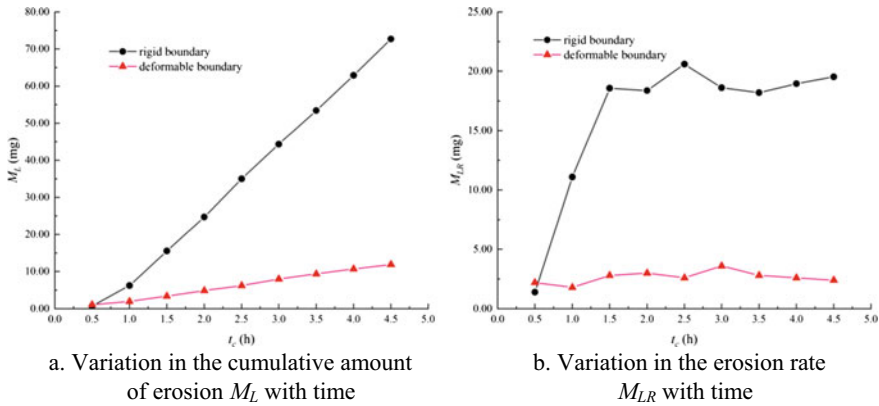 80.00
70.00
60.00
50.00
40.00
30.00
20.00
10.00
0.00
M_L (mg)
rigid boundary
deformable boundary
0.0 0.5 1.0 1.5 2.0 2.5 3.0 3.5 4.0 4.5 5.0
t_c (h)
a. Variation in the cumulative amount
of erosion M_L with time
25.00
20.00
15.00
10.00
5.00
0.00
M_LR (mg)
rigid boundary
deformable boundary
0.0 0.5 1.0 1.5 2.0 2.5 3.0 3.5 4.0 4.5 5.0
t_c (h)
b. Variation in the erosion rate
M_LR with time